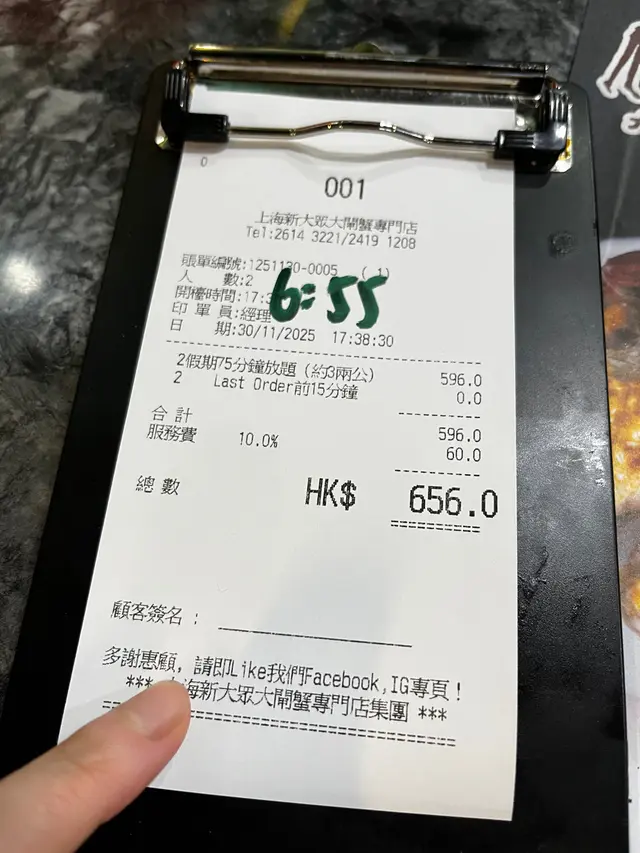 0
001
上海新大眾大閘蟹專門店
Tel:2614 3221/2419 1208
賬單編號:1251130-0005 (1)
人 數:2
開檯時間:17:3
6:55
印單員:經理
日 期:30/11/2025 17:38:30
2假期75分鐘放題(約3兩公) 596.0
2 Last Order前15分鐘 0.0
合計 596.0
服務費 10.0% 60.0
總數 HK$ 656.0
顧客簽名:
多謝惠顧,請即Like我們Facebook,IG專頁!
*** 海新大眾大閘蟹專門店集團 ***